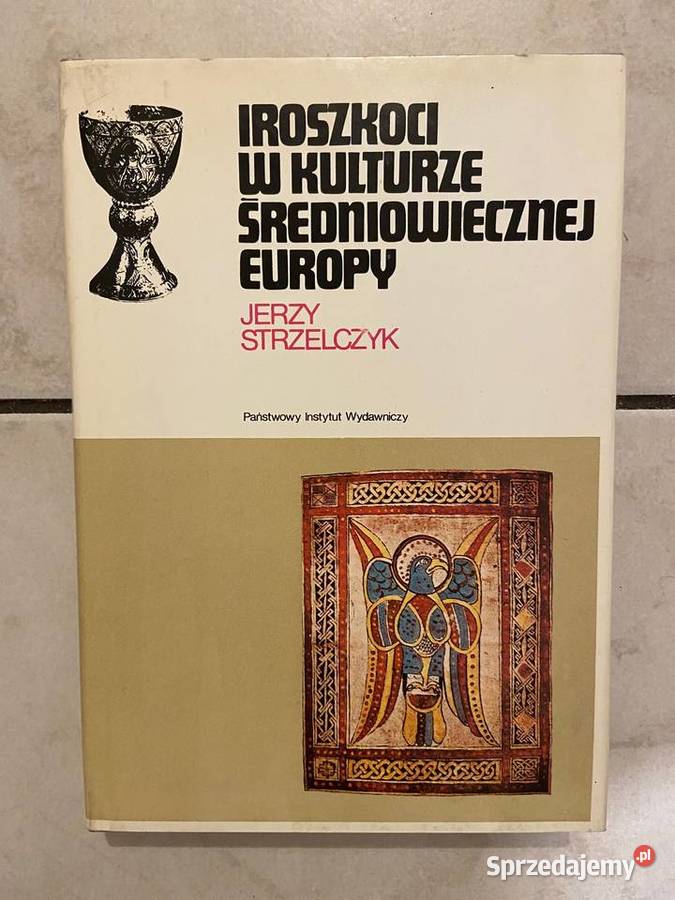 IROSZKOCI
W KULTURZE
ŚREDNIOWIECZNEJ
EUROPY
JERZY
STRZELCZYK
Państwowy Instytut Wydawniczy
Sprzedajemy.pl